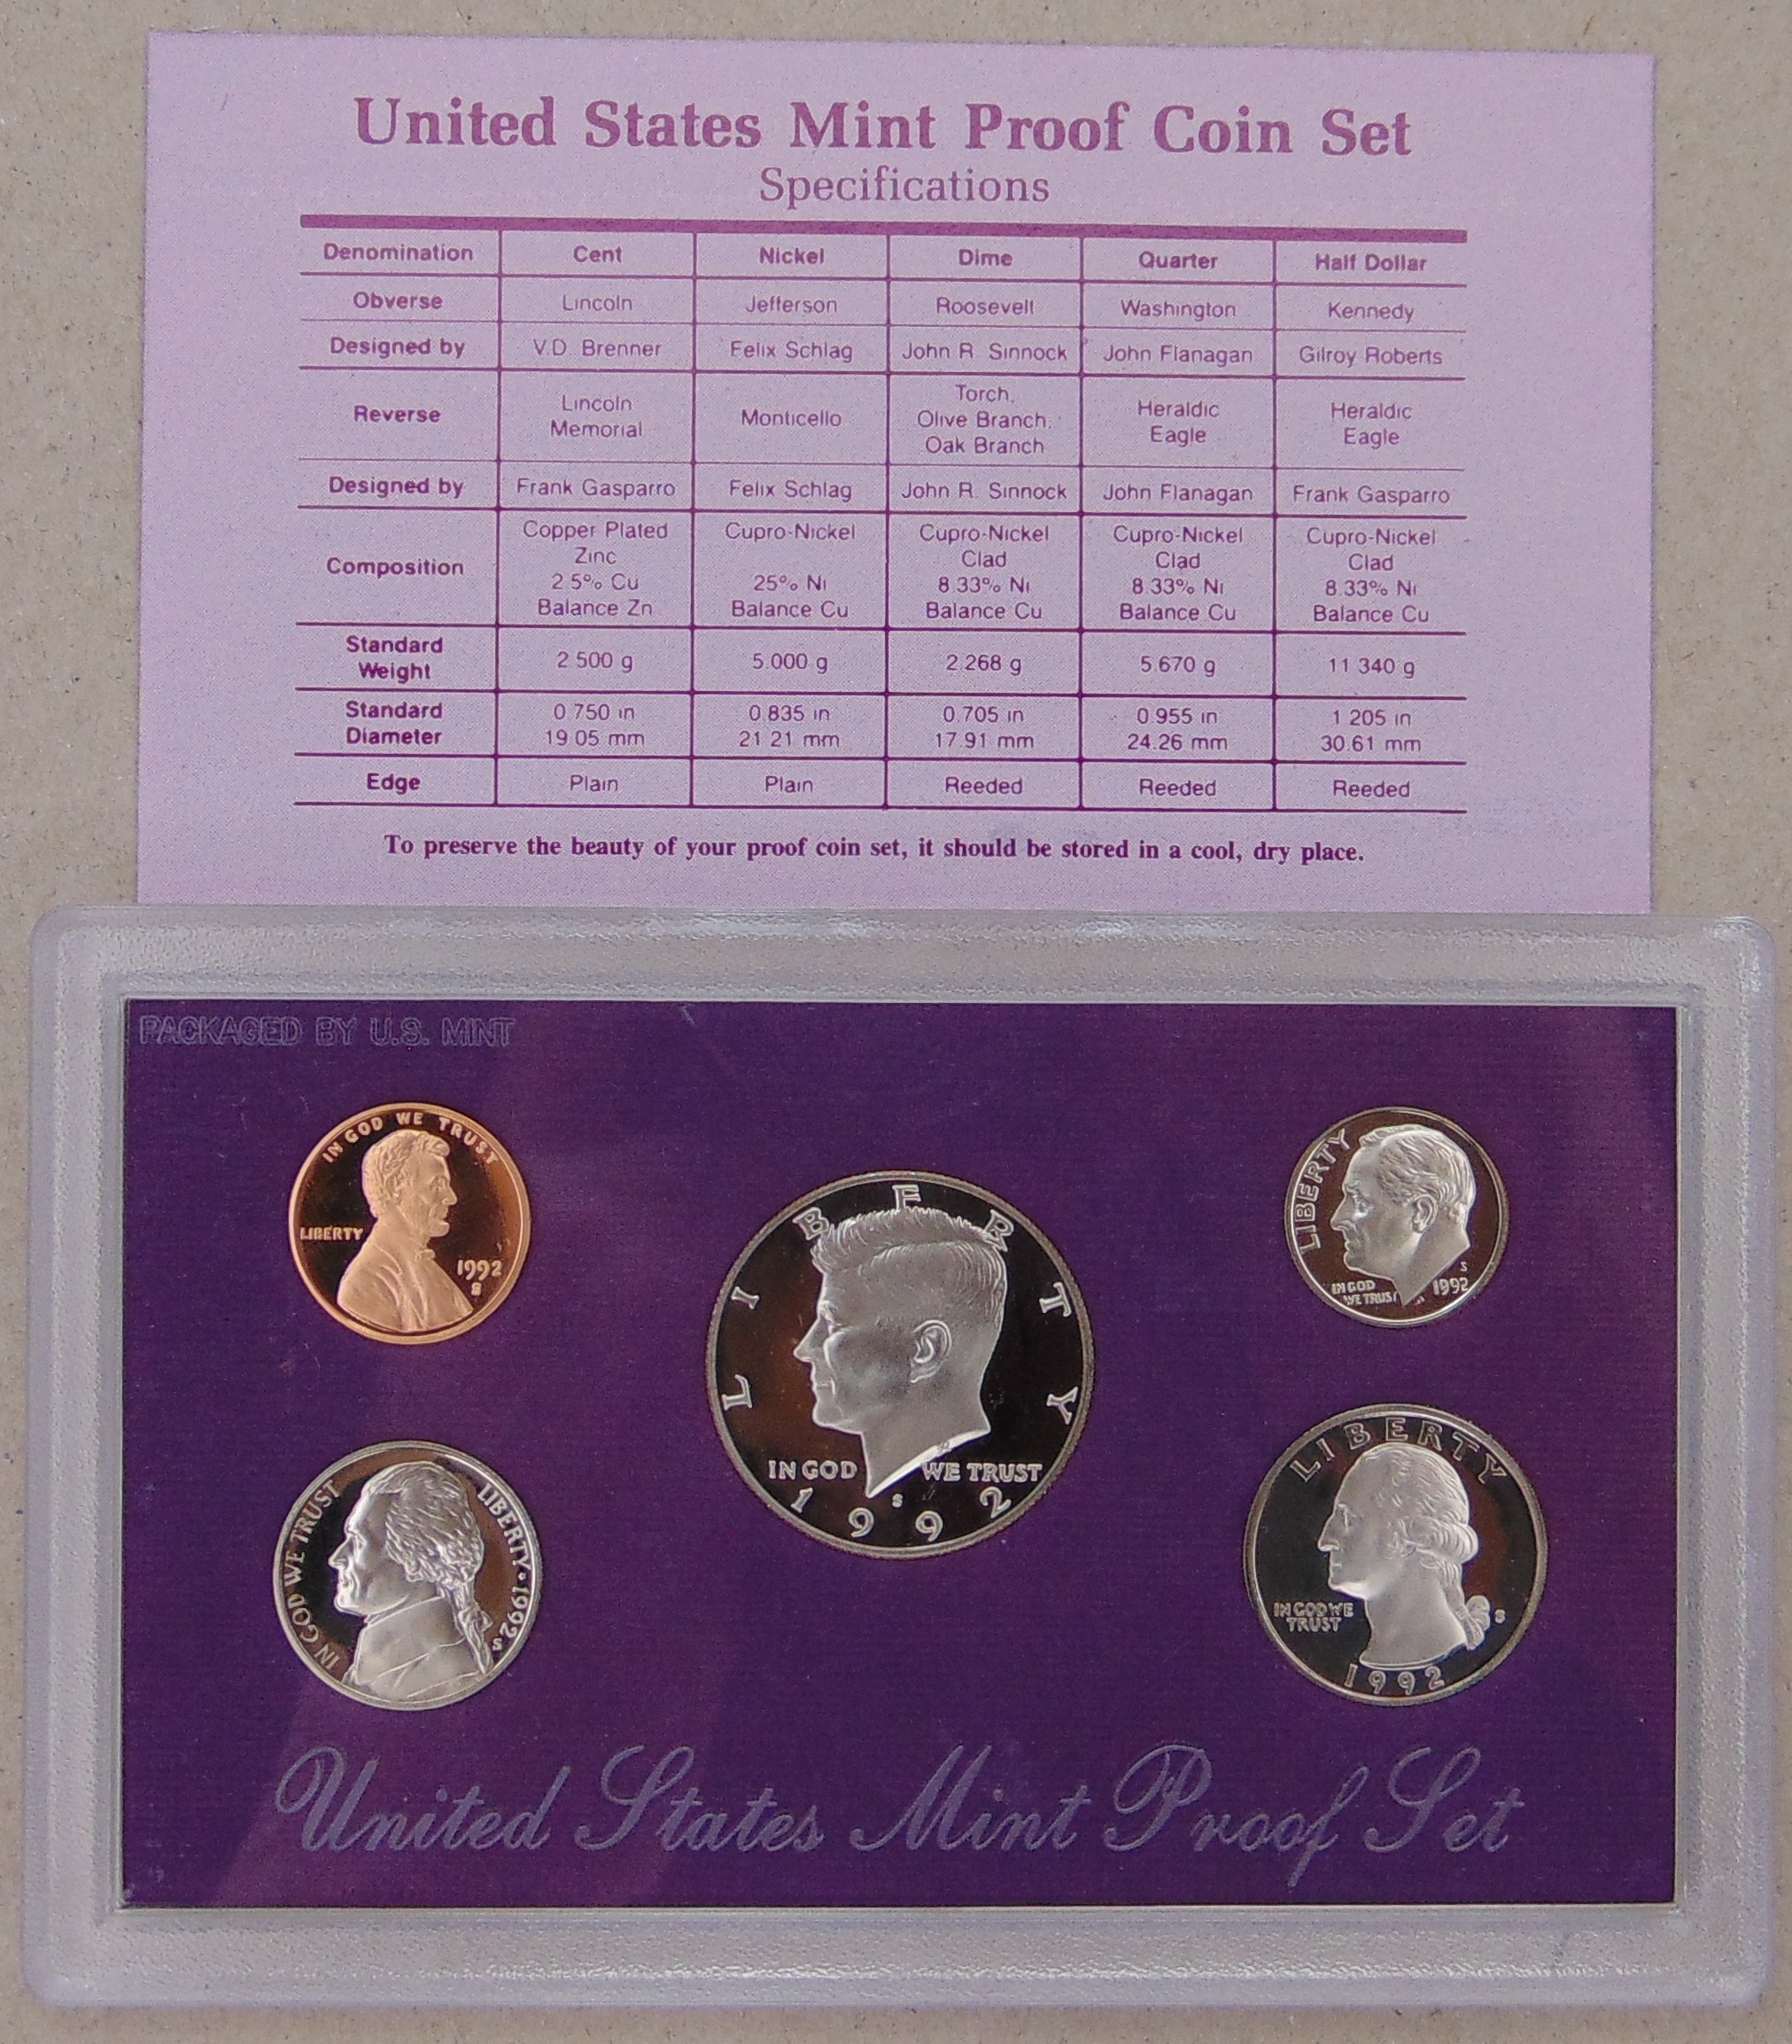 United States Mint Proof Coin Set
Specifications
Denomination Cent Nickel Dime Quarter Half Dollar
Obverse Lincoln Jefferson Roosevelt Washington Kennedy
Designed by V.D. Brenner Felix Schlag John R. Sinnock John Flanagan Gilroy Roberts
Reverse Lincoln Memorial Monticello Torch, Olive Branch, Oak Branch Heraldic Eagle Heraldic Eagle
Designed by Frank Gasparro Felix Schlag John R. Sinnock John Flanagan Frank Gasparro
Composition Copper Plated Zinc 2.5% Cu Balance Zn Cupro-Nickel 25% Ni Balance Cu Cupro-Nickel Clad 8.33% Ni Balance Cu Cupro-Nickel Clad 8.33% Ni Balance Cu Cupro-Nickel Clad 8.33% Ni Balance Cu
Standard Weight 2.500 g 5.000 g 2.268 g 5.670 g 11.340 g
Standard Diameter 0.750 in 19.05 mm 0.835 in 21.21 mm 0.705 in 17.91 mm 0.955 in 24.26 mm 1.205 in 30.61 mm
Edge Plain Plain Reeded Reeded Reeded
To preserve the beauty of your proof coin set, it should be stored in a cool, dry place.
PACKAGED BY U.S. MINT
IN GOD WE TRUST
LIBERTY
1992
S
LIBERTY
IN GOD WE TRUST
S
1992
LIBERTY
IN GOD
WE TRUST
S
1992
IN GOD WE TRUST
LIBERTY · 1992
S
LIBERTY
IN GOD WE
TRUST
S
1992
United States Mint Proof Set